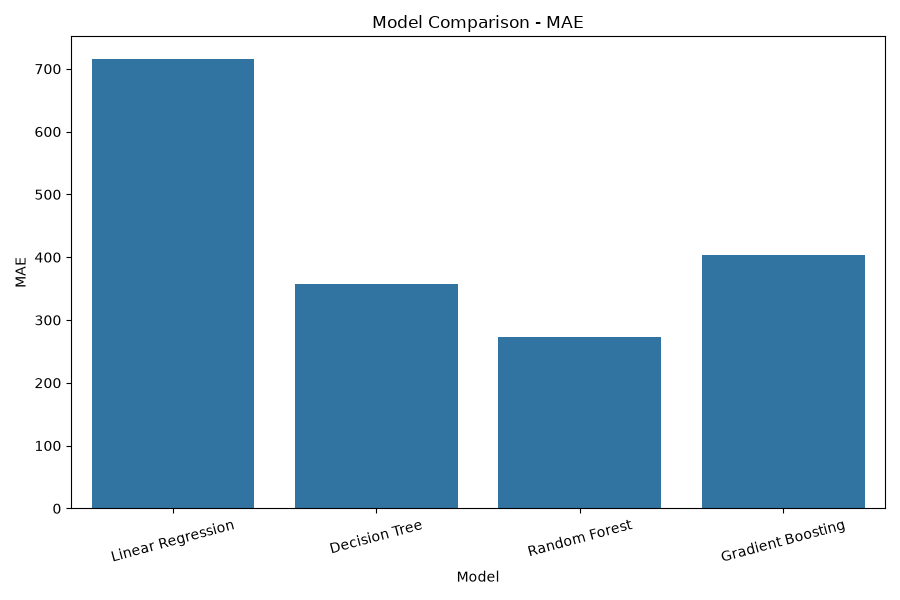 Model Comparison - MAE
700
600
500
400
300
200
100
0
MAE
Linear Regression
Decision Tree
Random Forest
Gradient Boosting
Model